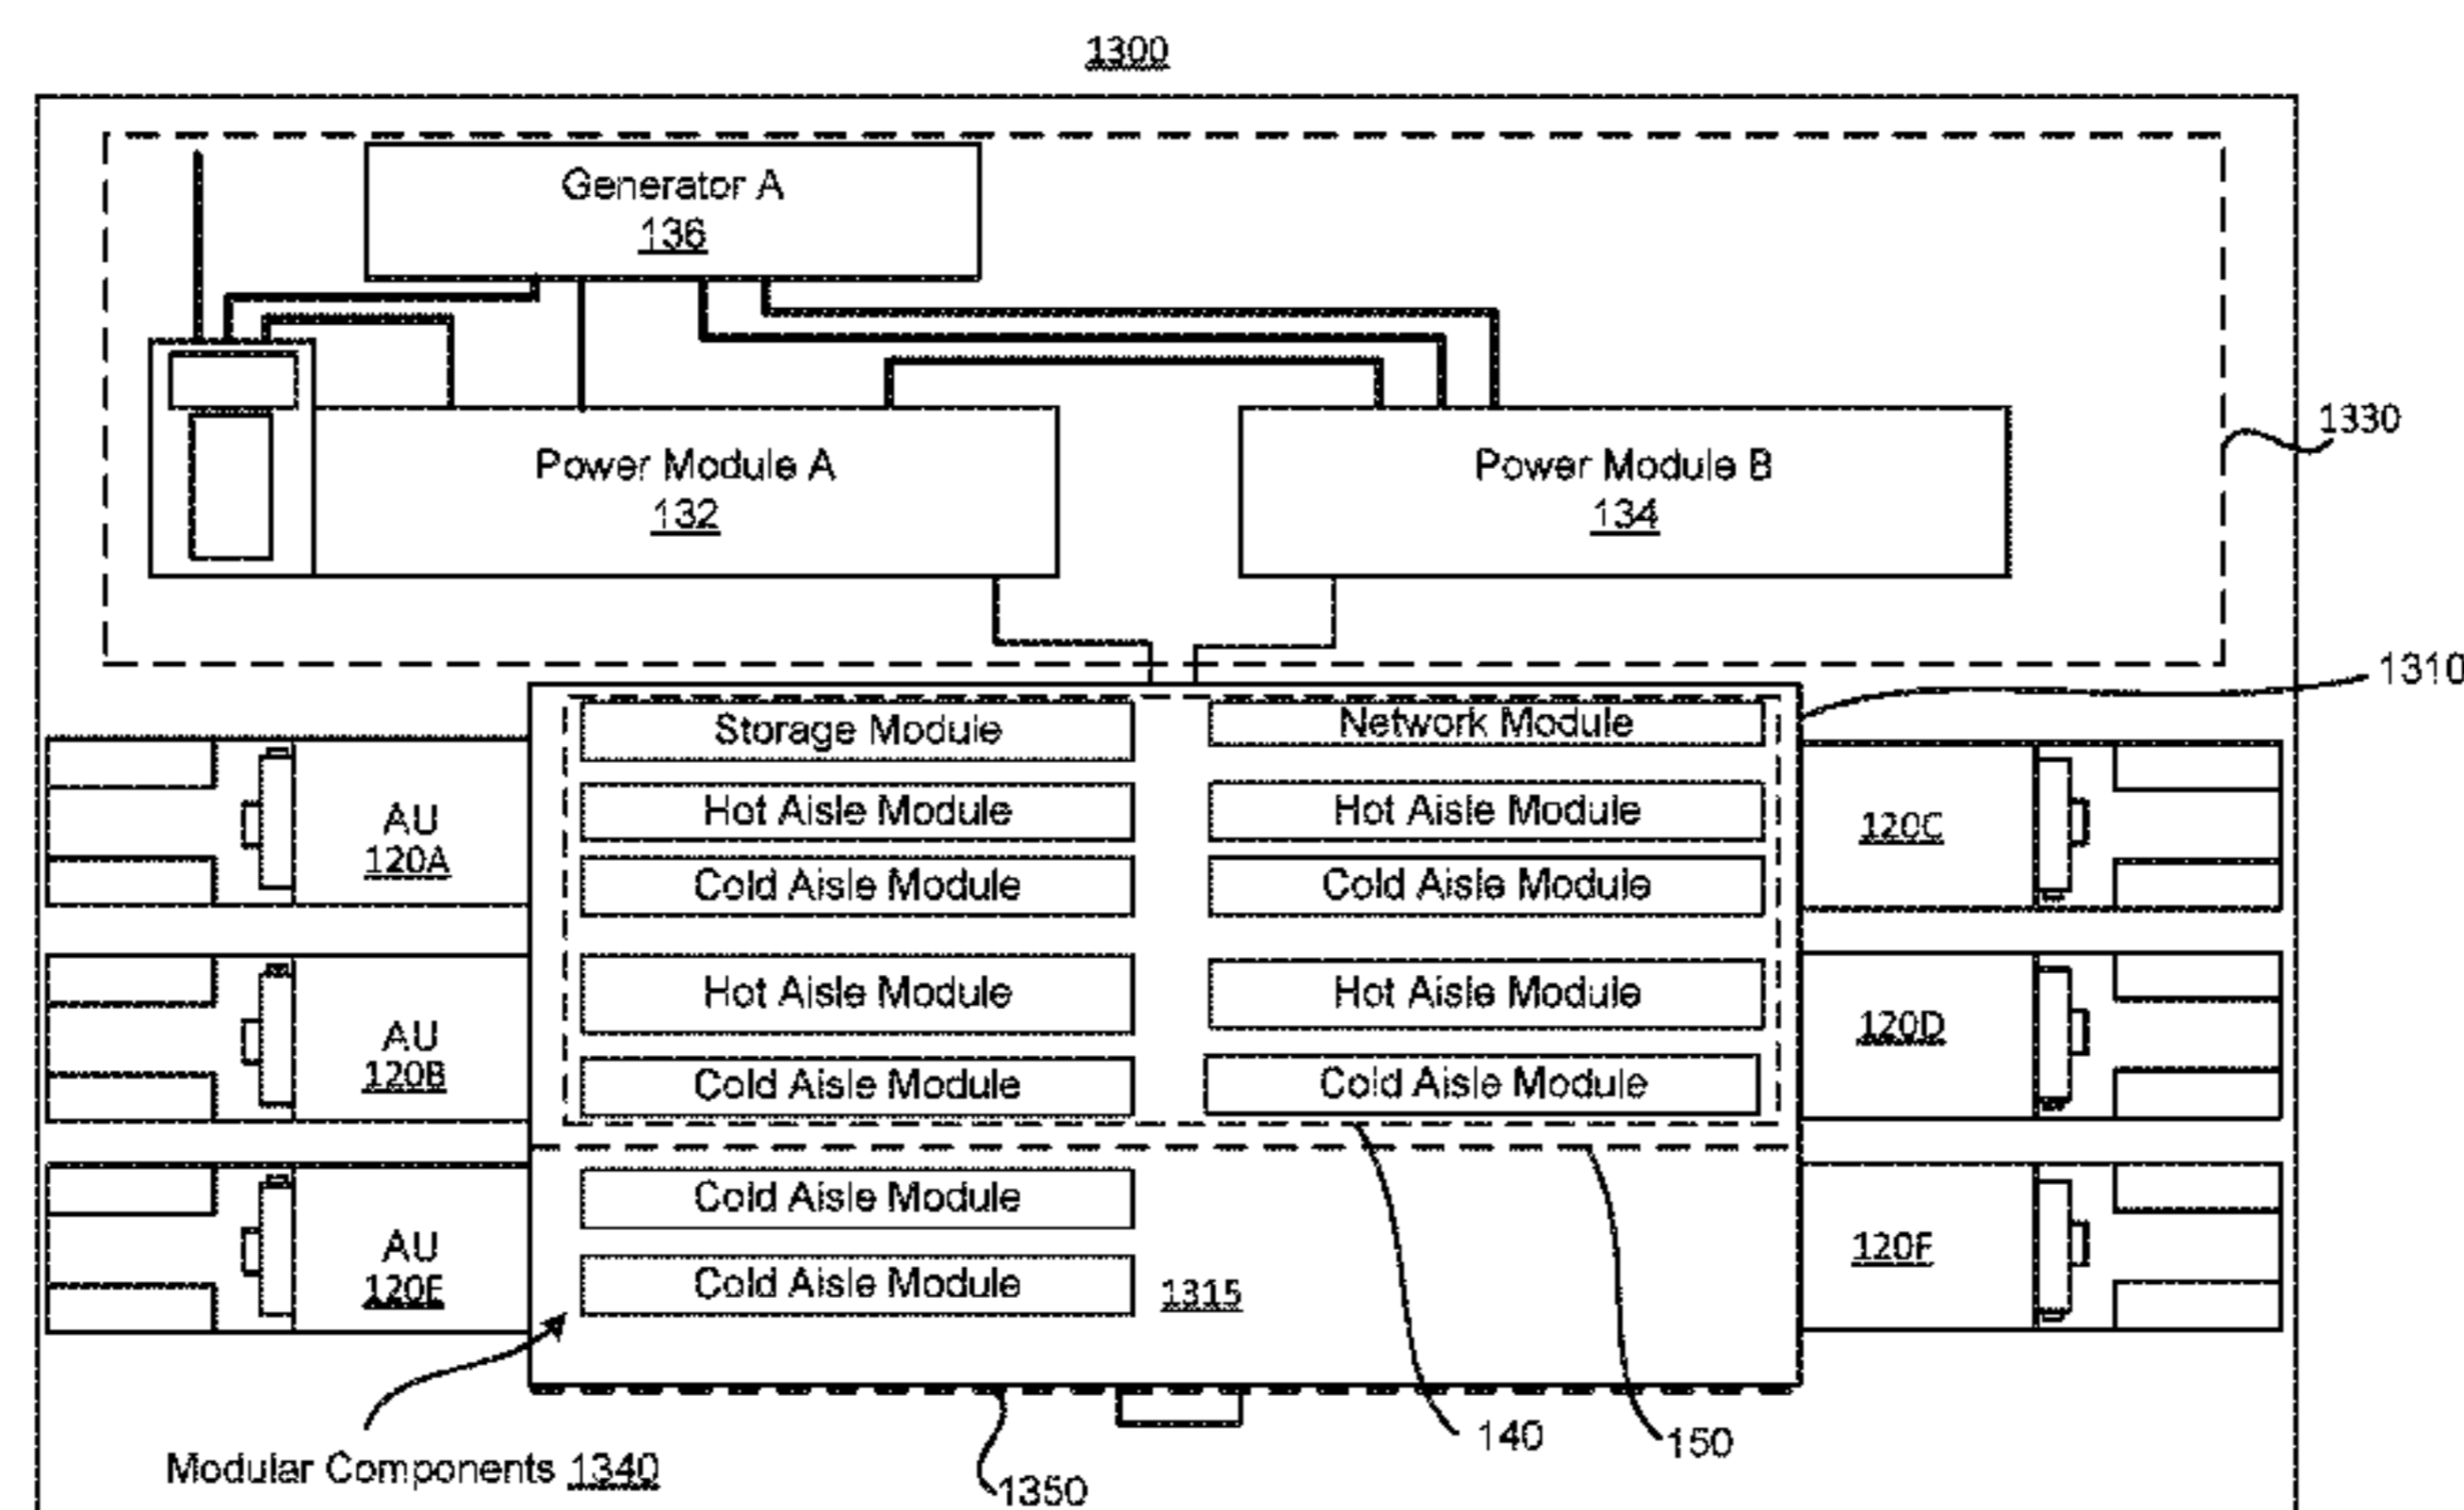 1300
Generator A
136
Power Module A
132
Power Module B
134
1330
1310
Storage Module
Network Module
Hot Aisle Module
Hot Aisle Module
AU
120A
120C
Cold Aisle Module
Cold Aisle Module
Hot Aisle Module
Hot Aisle Module
AU
120B
120D
Cold Aisle Module
Cold Aisle Module
Cold Aisle Module
AU
120E
120F
Cold Aisle Module
1315
140
150
Modular Components 1340
1350